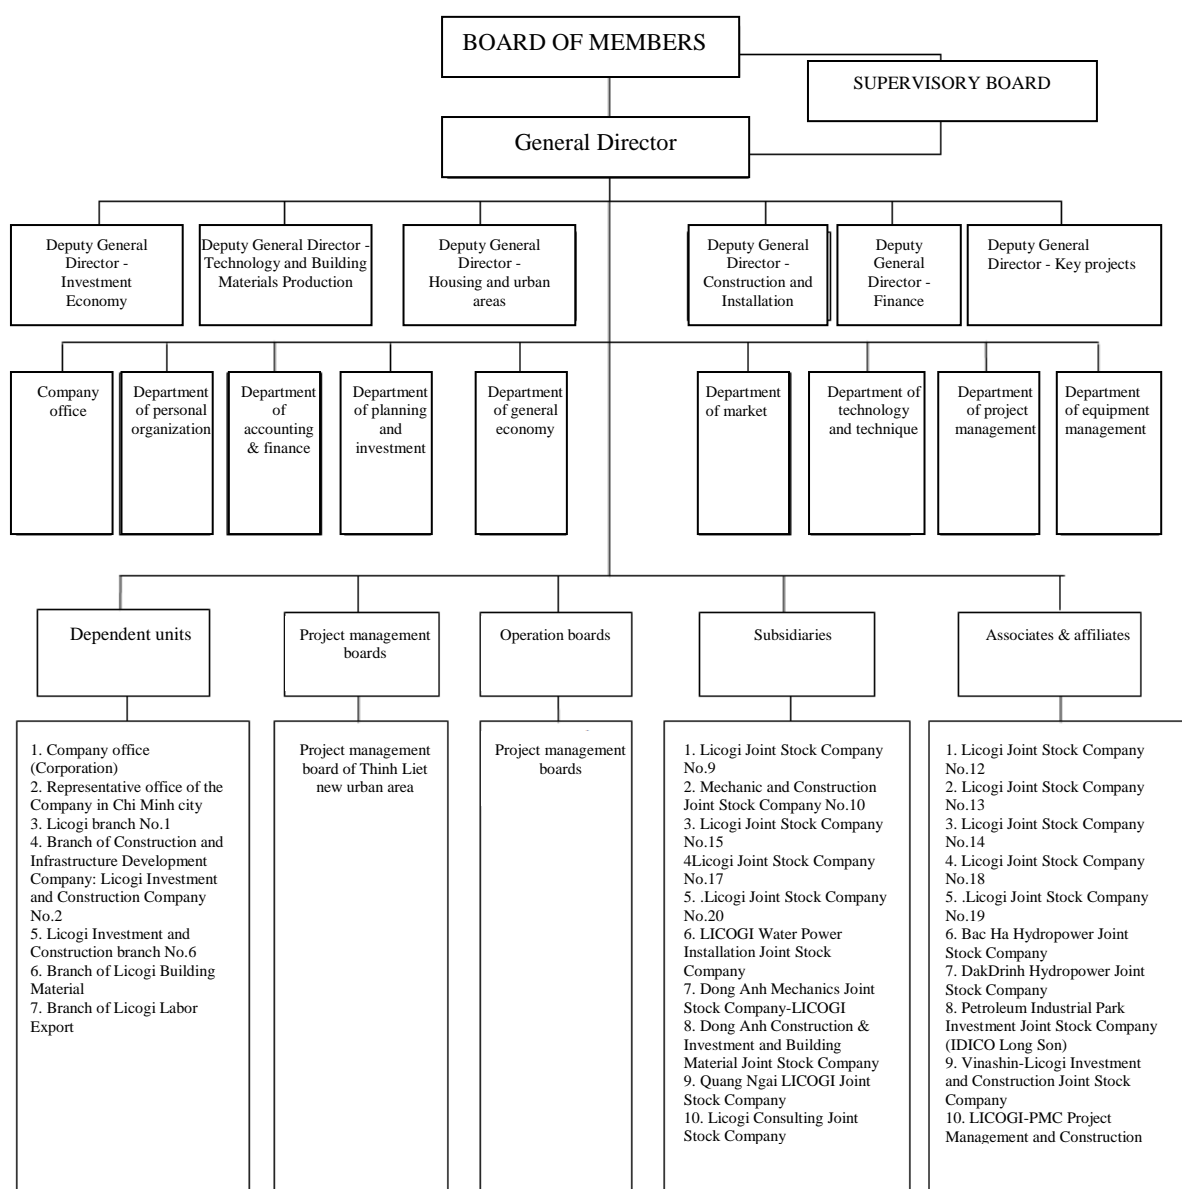 BOARD OF MEMBERS
SUPERVISORY BOARD
General Director
Deputy General
Director -
Investment
Economy
Deputy General Director -
Technology and Building
Materials Production
Deputy General
Director -
Housing and urban
areas
Deputy General
Director -
Construction and
Installation
Deputy
General
Director -
Finance
Deputy General
Director - Key projects
Company
office
Department
of personal
organization
Department
of
accounting
& finance
Department
of planning
and
investment
Department
of general
economy
Department
of market
Department of
technology
and technique
Department
of project
management
Department
of equipment
management
Dependent units
Project management
boards
Operation boards
Subsidiaries
Associates & affiliates
1. Company office
(Corporation)
2. Representative office of the
Company in Chi Minh city
3. Licogi branch No.1
4. Branch of Construction and
Infrastructure Development
Company: Licogi Investment
and Construction Company
No.2
5. Licogi Investment and
Construction branch No.6
6. Branch of Licogi Building
Material
7. Branch of Licogi Labor
Export
Project management
board of Thinh Liet
new urban area
Project management
boards
1. Licogi Joint Stock Company
No.9
2. Mechanic and Construction
Joint Stock Company No.10
3. Licogi Joint Stock Company
No.15
4Licogi Joint Stock Company
No.17
5. .Licogi Joint Stock Company
No.20
6. LICOGI Water Power
Installation Joint Stock
Company
7. Dong Anh Mechanics Joint
Stock Company-LICOGI
8. Dong Anh Construction &
Investment and Building
Material Joint Stock Company
9. Quang Ngai LICOGI Joint
Stock Company
10. Licogi Consulting Joint
Stock Company
1. Licogi Joint Stock Company
No.12
2. Licogi Joint Stock Company
No.13
3. Licogi Joint Stock Company
No.14
4. Licogi Joint Stock Company
No.18
5. .Licogi Joint Stock Company
No.19
6. Bac Ha Hydropower Joint
Stock Company
7. DakDrinh Hydropower Joint
Stock Company
8. Petroleum Industrial Park
Investment Joint Stock Company
(IDICO Long Son)
9. Vinashin-Licogi Investment
and Construction Joint Stock
Company
10. LICOGI-PMC Project
Management and Construction